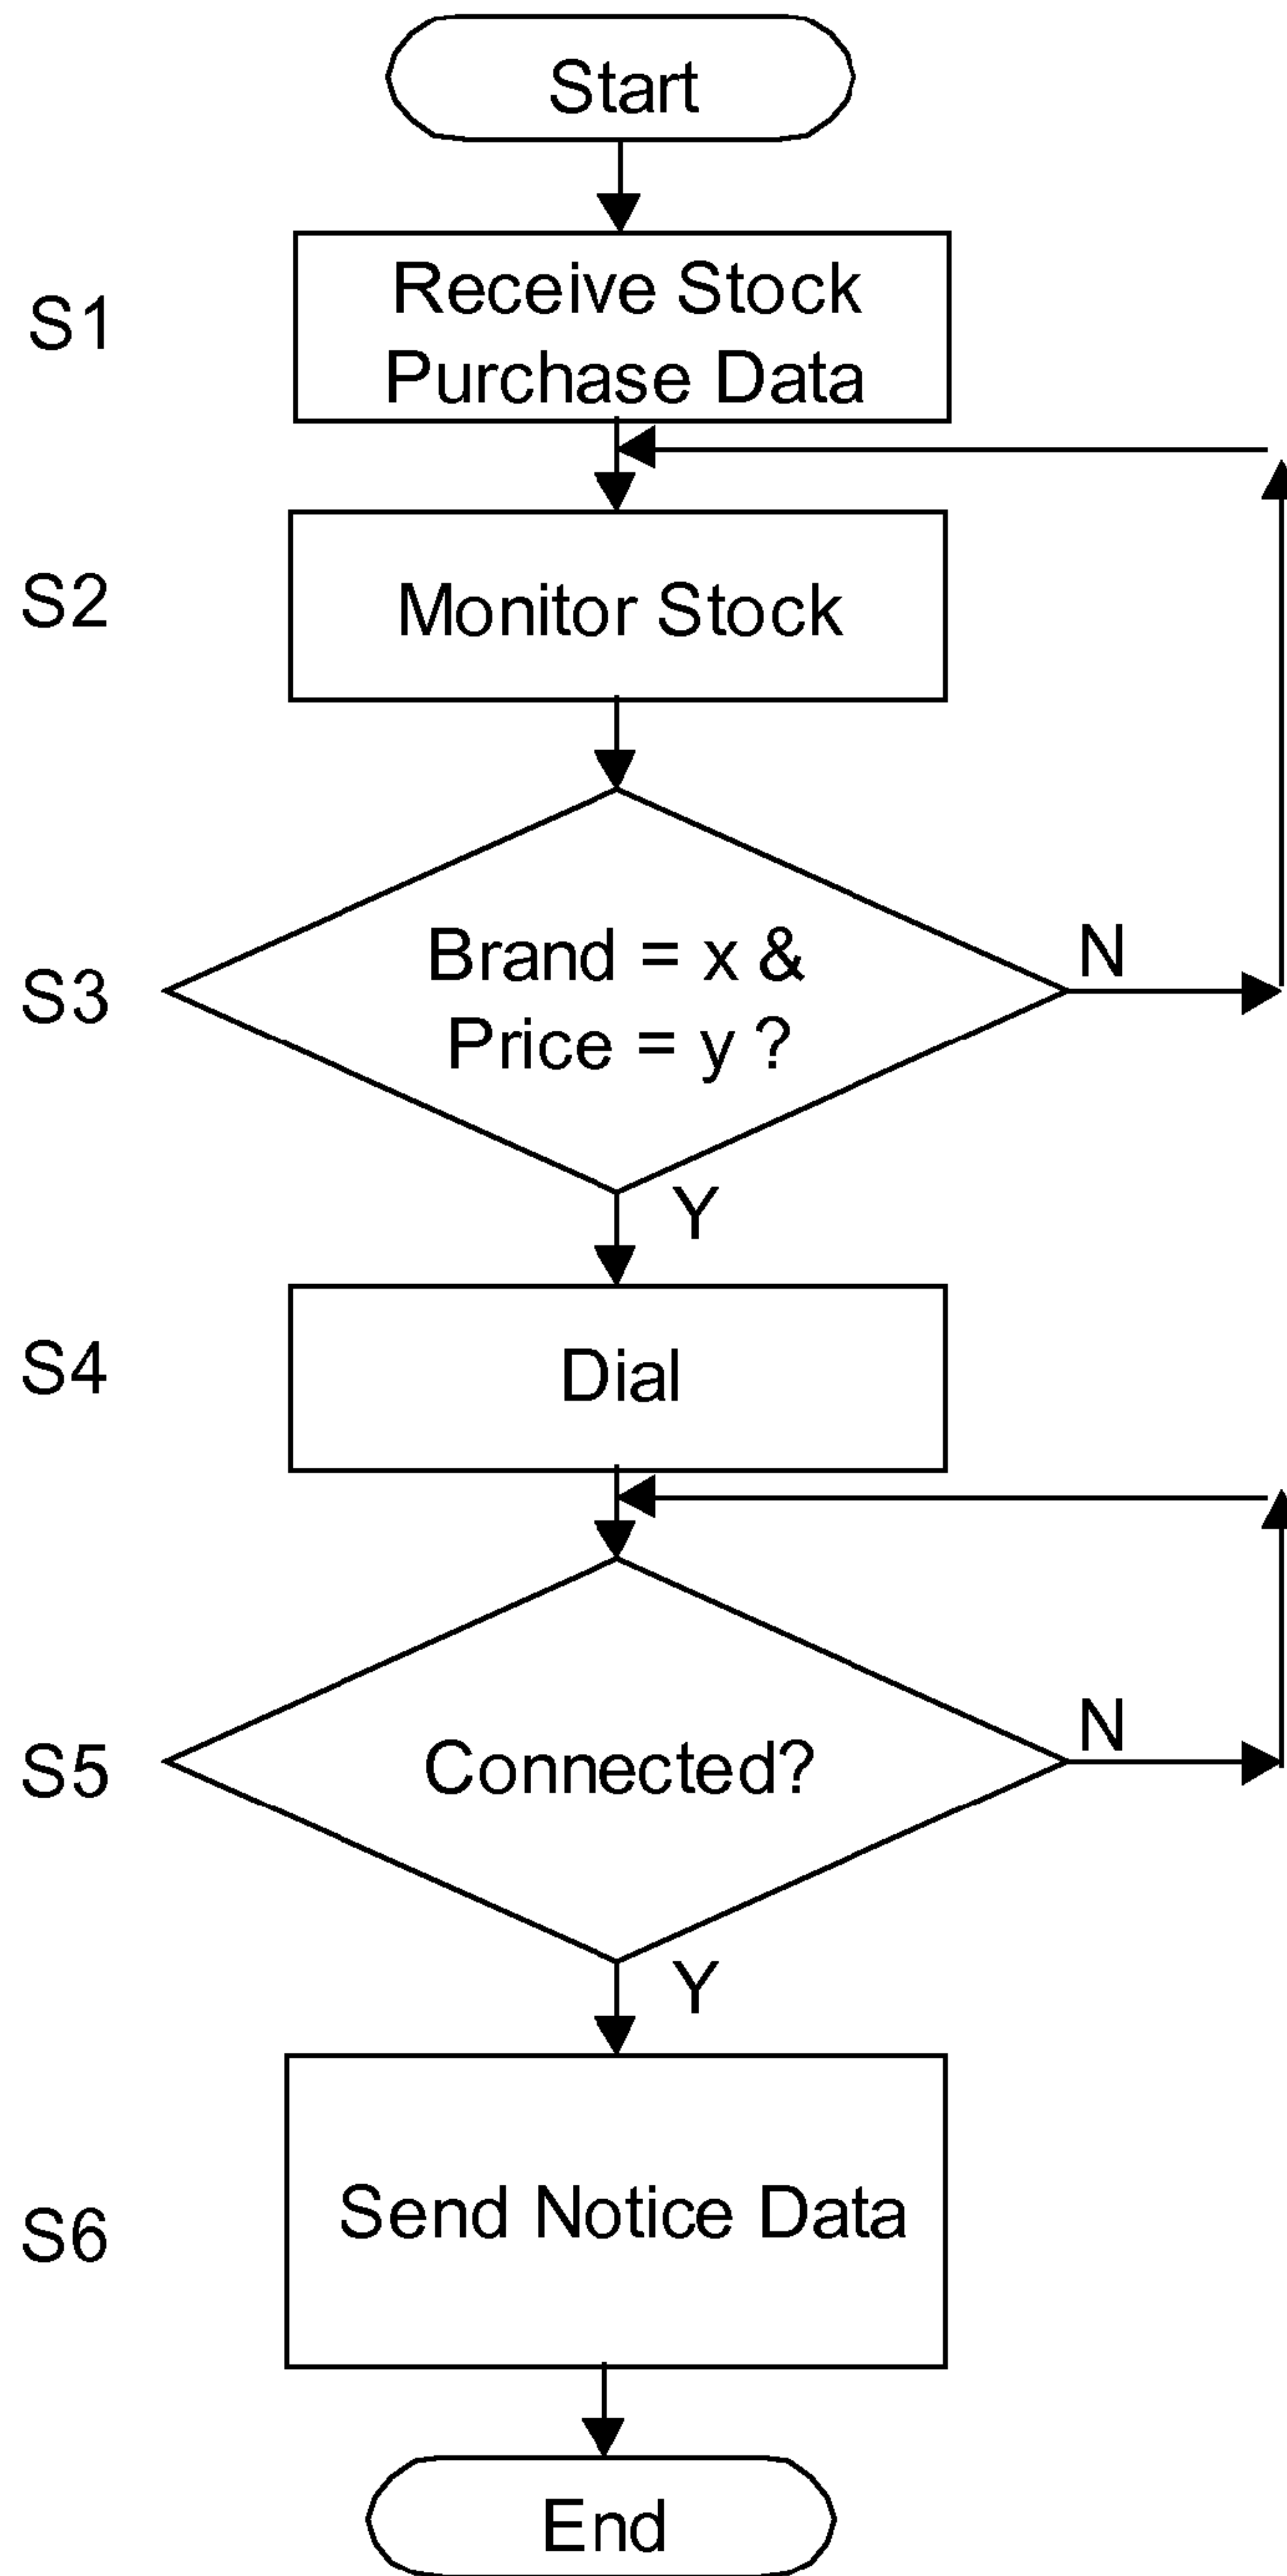 Start
S1
Receive Stock
Purchase Data
S2
Monitor Stock
S3
Brand = x &
Price = y ?
N
Y
S4
Dial
S5
Connected?
N
Y
S6
Send Notice Data
End